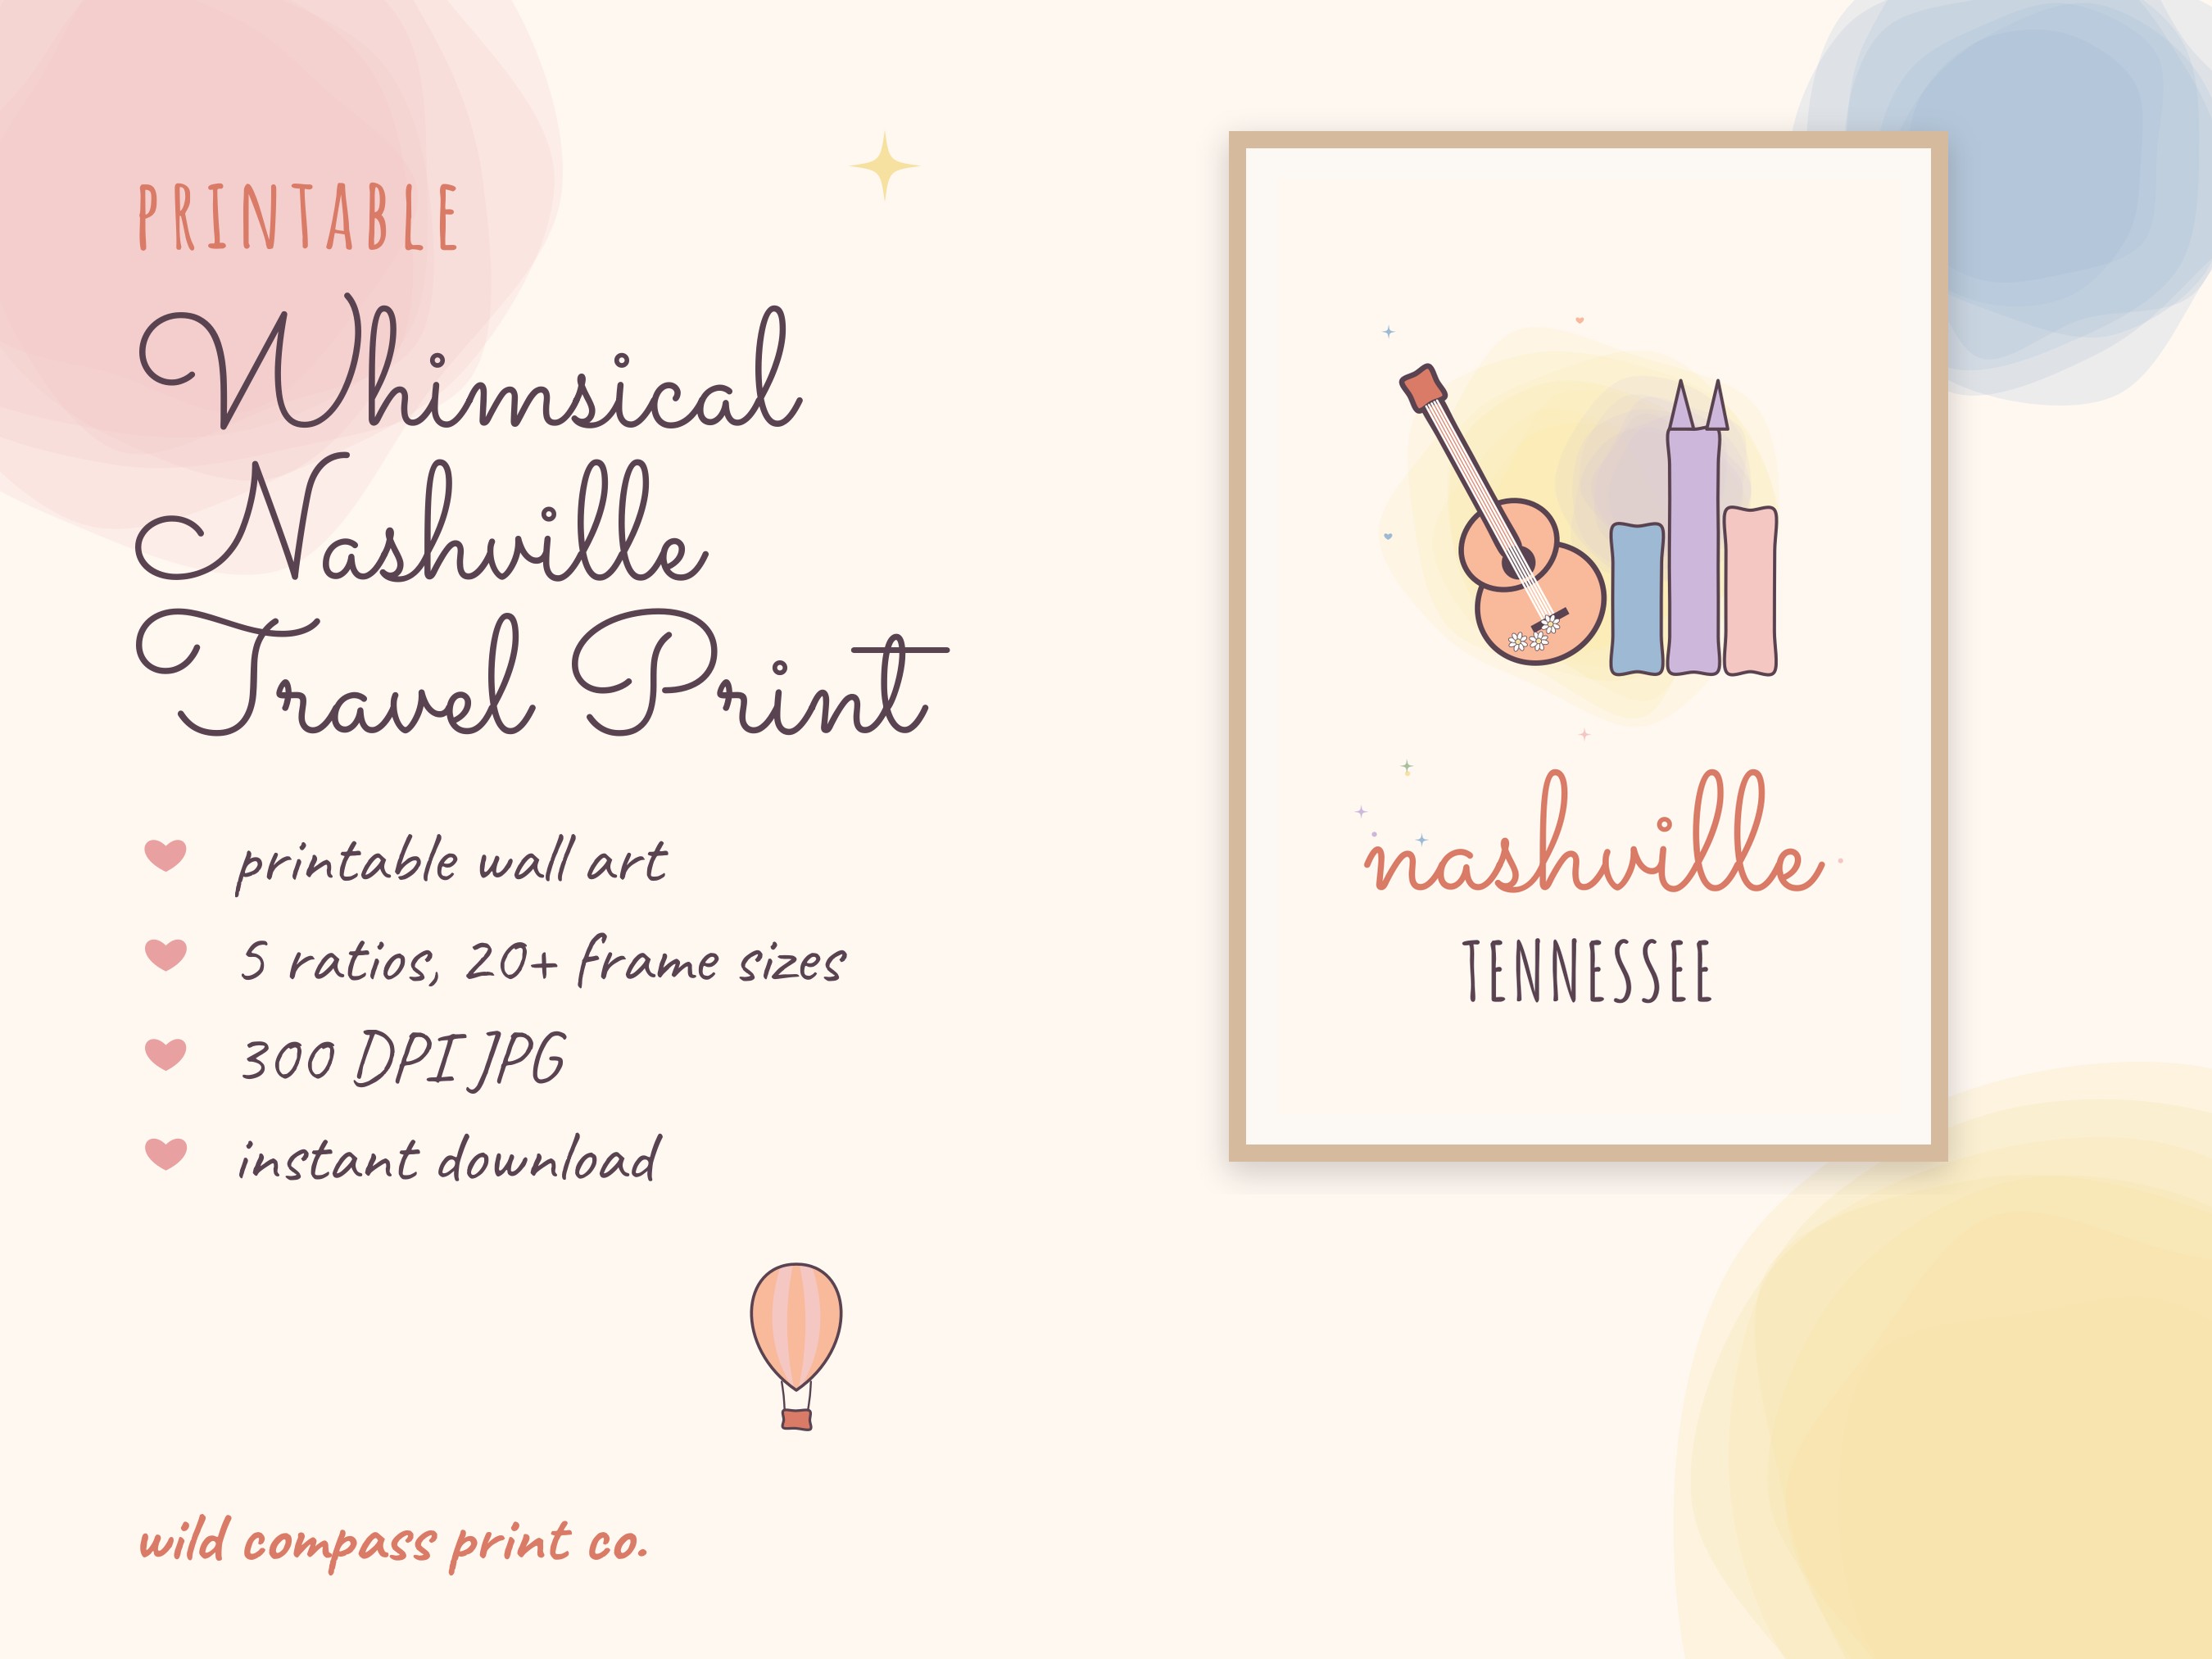 PRINTABLE
Whimsical
Nashville
Travel Print
printable wall art
5 ratios, 20+ frame sizes
300 DPI JPG
instant download
wild compass print co.
nashville
TENNESSEE